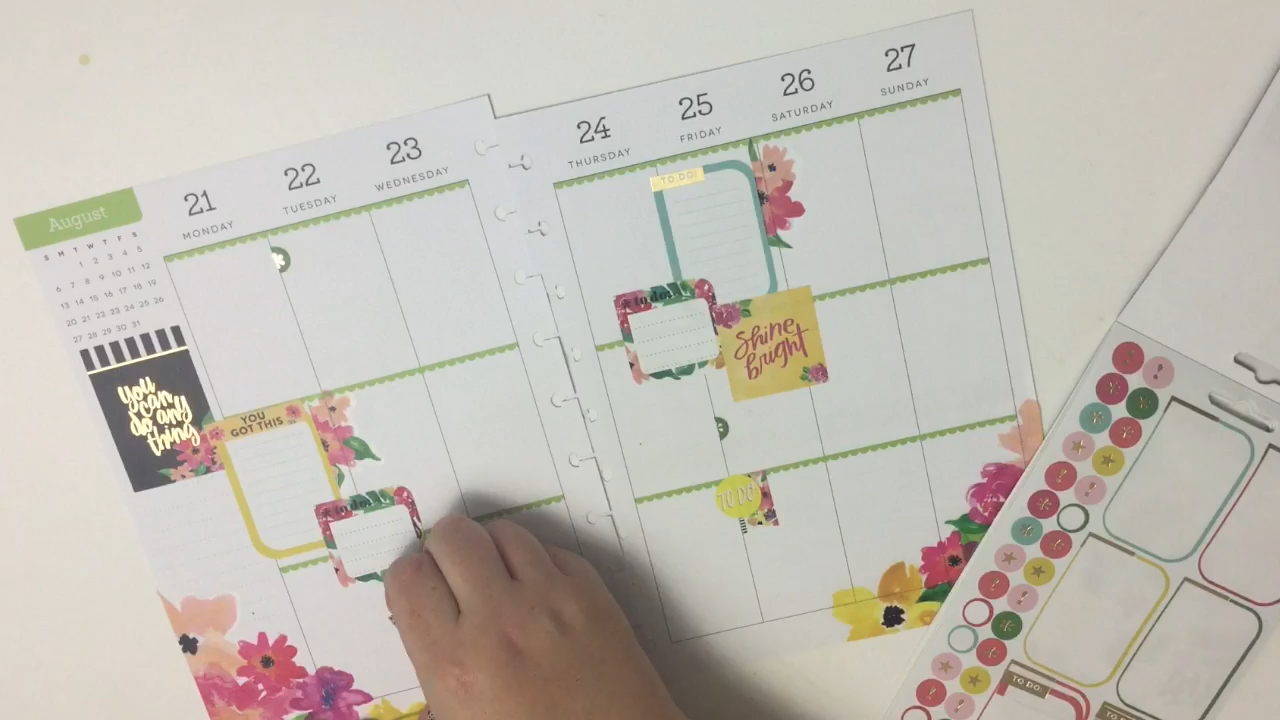 August
S M T W T F S
1 2 3 4 5
6 7 8 9 10 11 12
13 14 15 16 17 18 19
20 21 22 23 24 25 26
27 28 29 30 31
you
can
do any
thing
21
MONDAY
22
TUESDAY
23
WEDNESDAY
YOU
GOT THIS
to do:
24
THURSDAY
25
FRIDAY
26
SATURDAY
27
SUNDAY
TO DO!
to do:
Shine
bright
TO DO
TO DO!